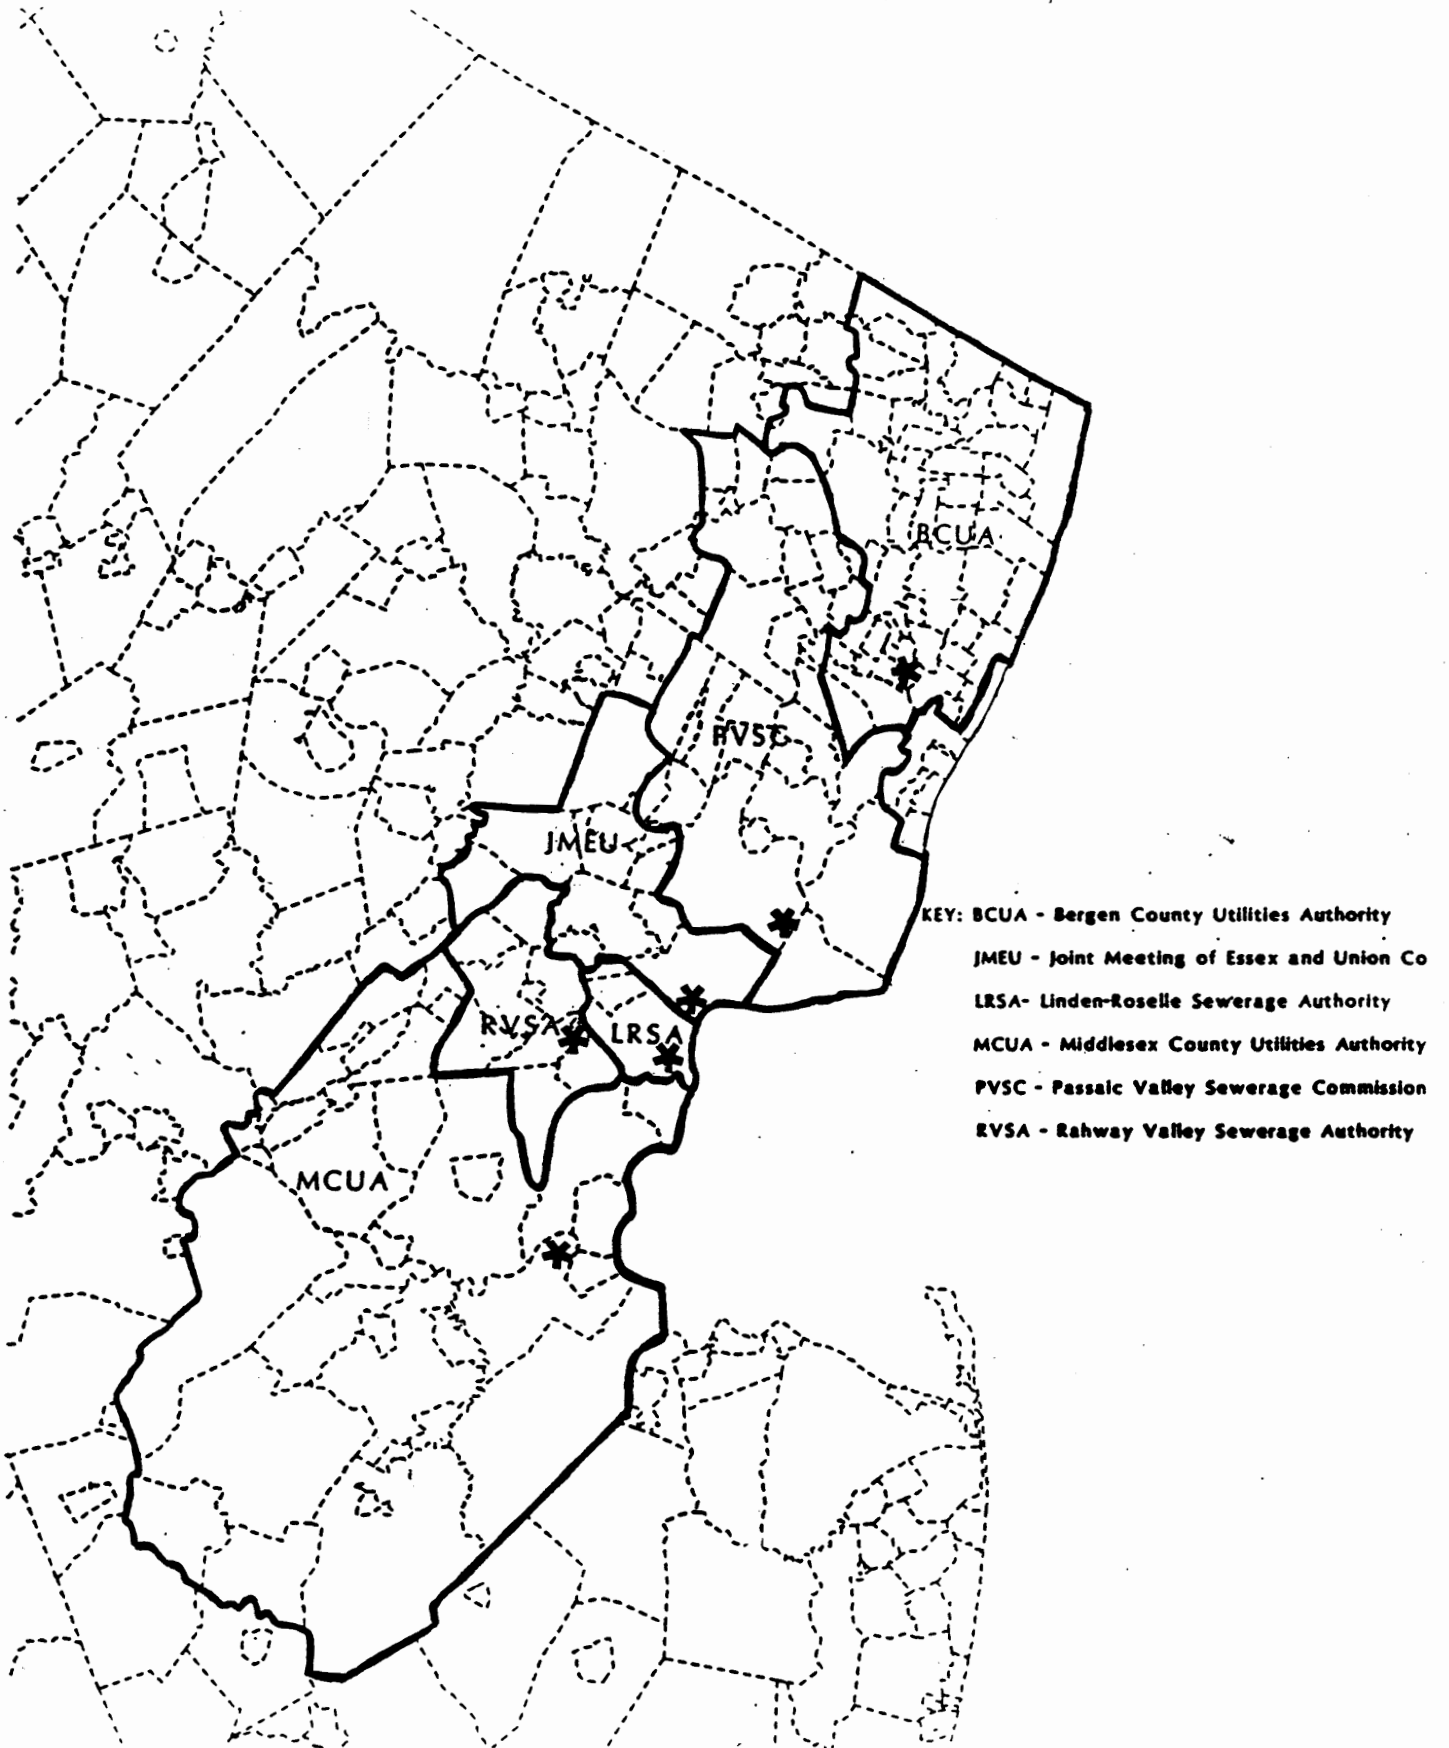 BCUA
PVSC
JMEU
KEY: BCUA - Bergen County Utilities Authority
JMEU - Joint Meeting of Essex and Union Co
LRSA- Linden-Roselle Sewerage Authority
RVSA
LRSA
MCUA - Middlesex County Utilities Authority
PVSC - Passaic Valley Sewerage Commission
RVSA - Rahway Valley Sewerage Authority
MCUA